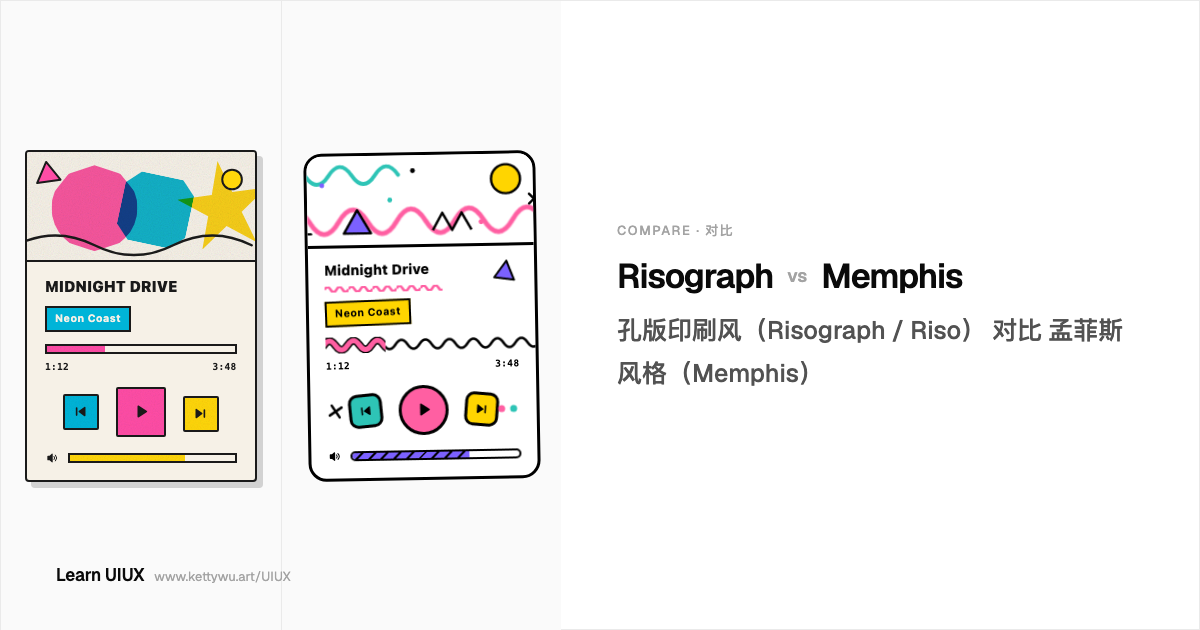 MIDNIGHT DRIVE
Neon Coast
1:12 3:48
Midnight Drive
Neon Coast
1:12 3:48
Learn UIUX www.kettywu.art/UIUX
COMPARE · 对比
Risograph vs Memphis
孔版印刷风（Risograph / Riso） 对比 孟菲斯
风格（Memphis）